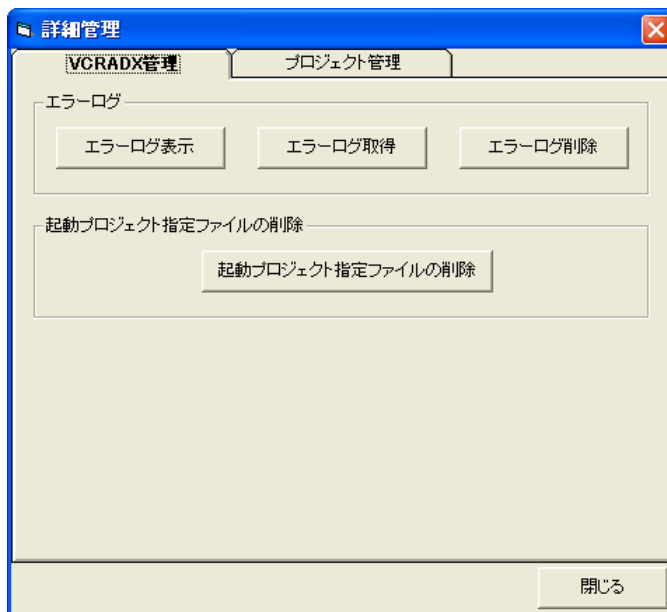 詳細管理
VCRADX管理
プロジェクト管理
エラーログ
エラーログ表示
エラーログ取得
エラーログ削除
起動プロジェクト指定ファイルの削除
起動プロジェクト指定ファイルの削除
閉じる